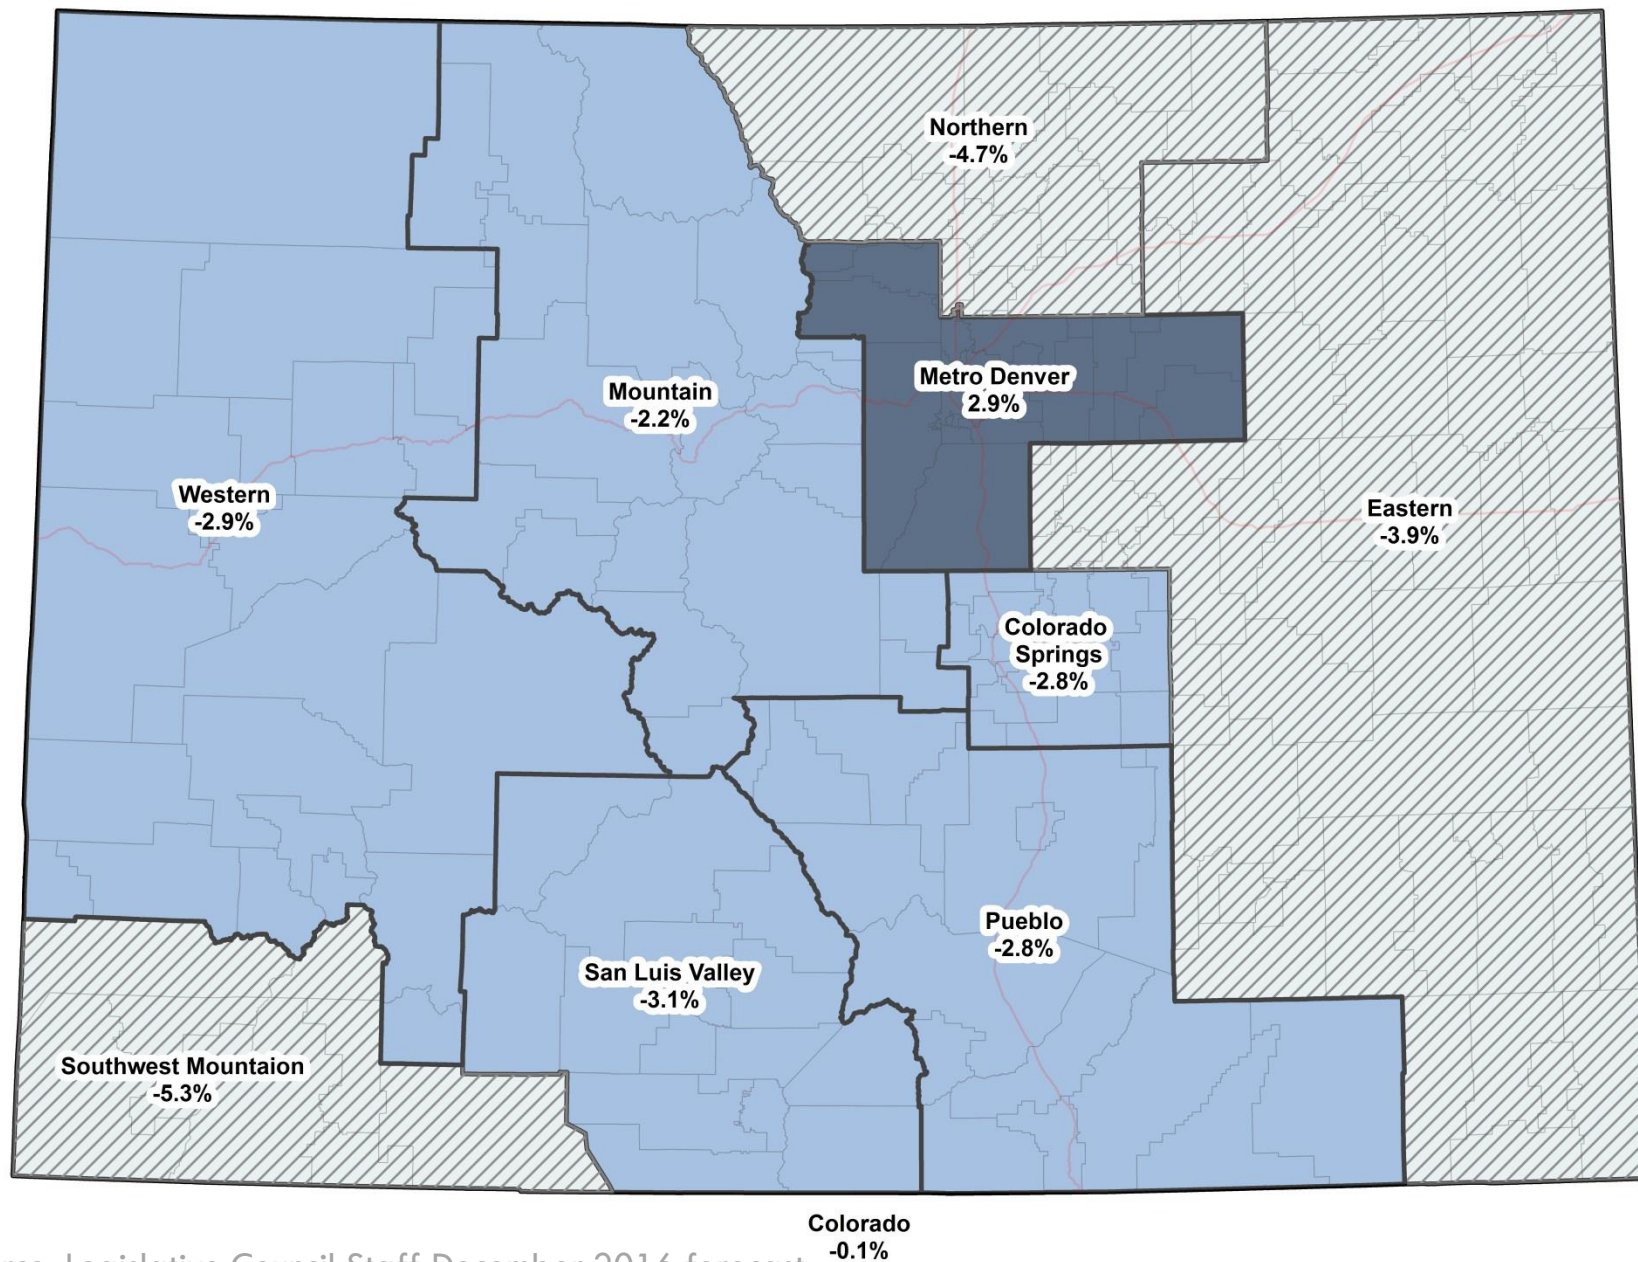 Northern
-4.7%
Metro Denver
2.9%
Mountain
-2.2%
Western
-2.9%
Eastern
-3.9%
Colorado
Springs
-2.8%
Pueblo
-2.8%
San Luis Valley
-3.1%
Southwest Mountaion
-5.3%
Colorado
-0.1%
Legislative Council Staff December 2016 forecast